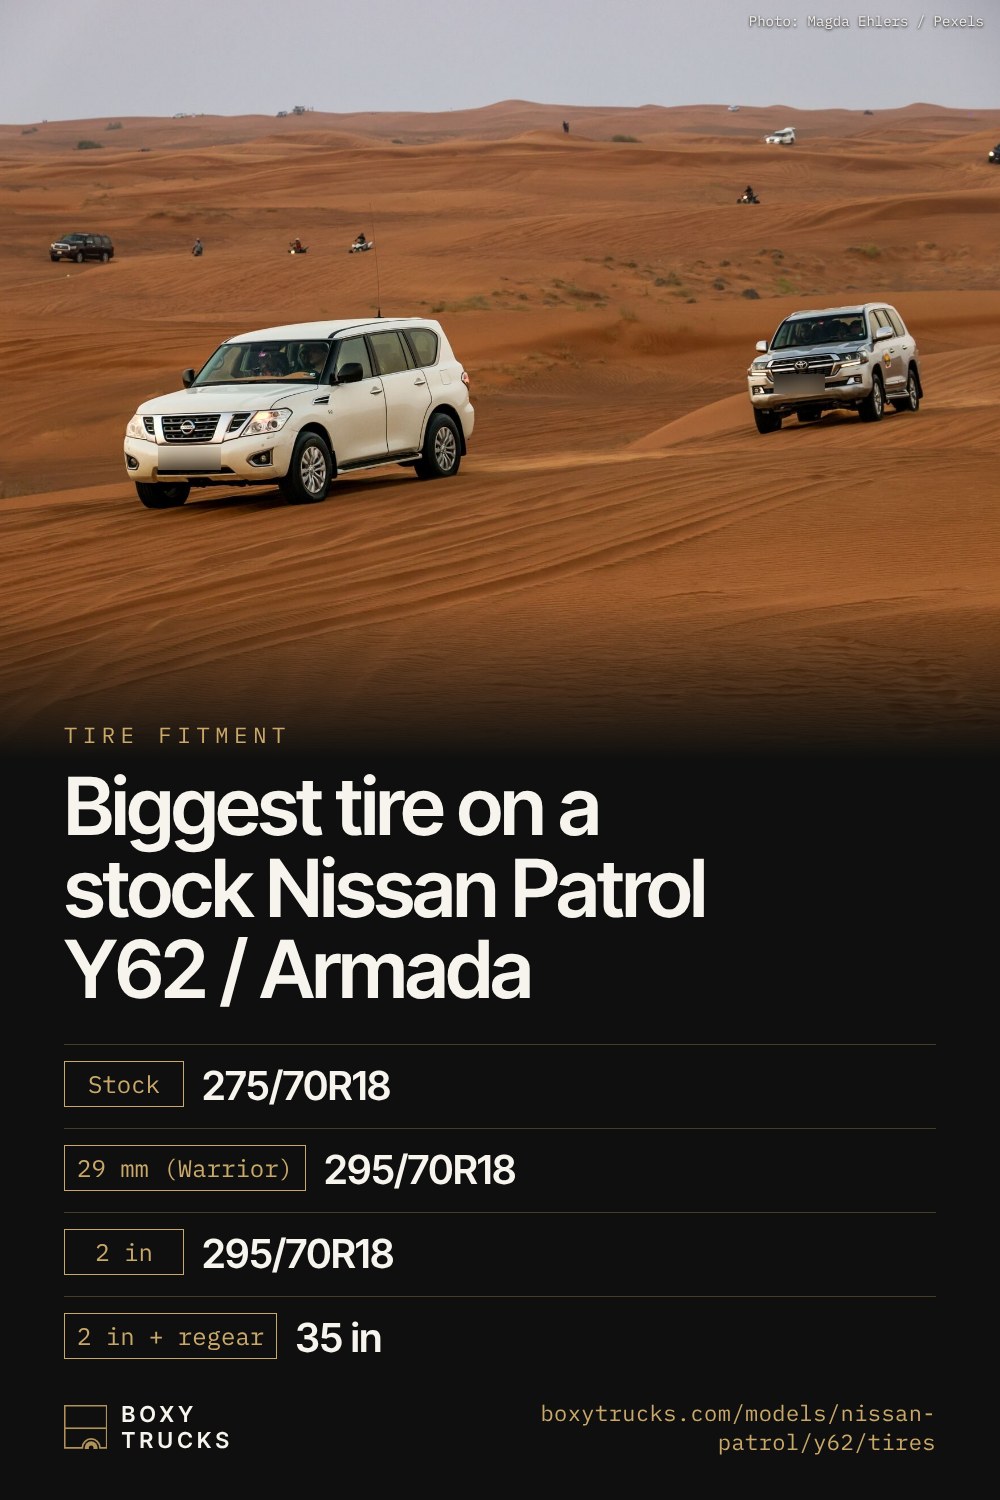 Photo: Magda Ehlers / Pexels
TIRE FITMENT
Biggest tire on a
stock Nissan Patrol
Y62 / Armada
Stock 275/70R18
29 mm (Warrior) 295/70R18
2 in 295/70R18
2 in + regear 35 in
BOXY
TRUCKS
boxytrucks.com/models/nissan-
patrol/y62/tires